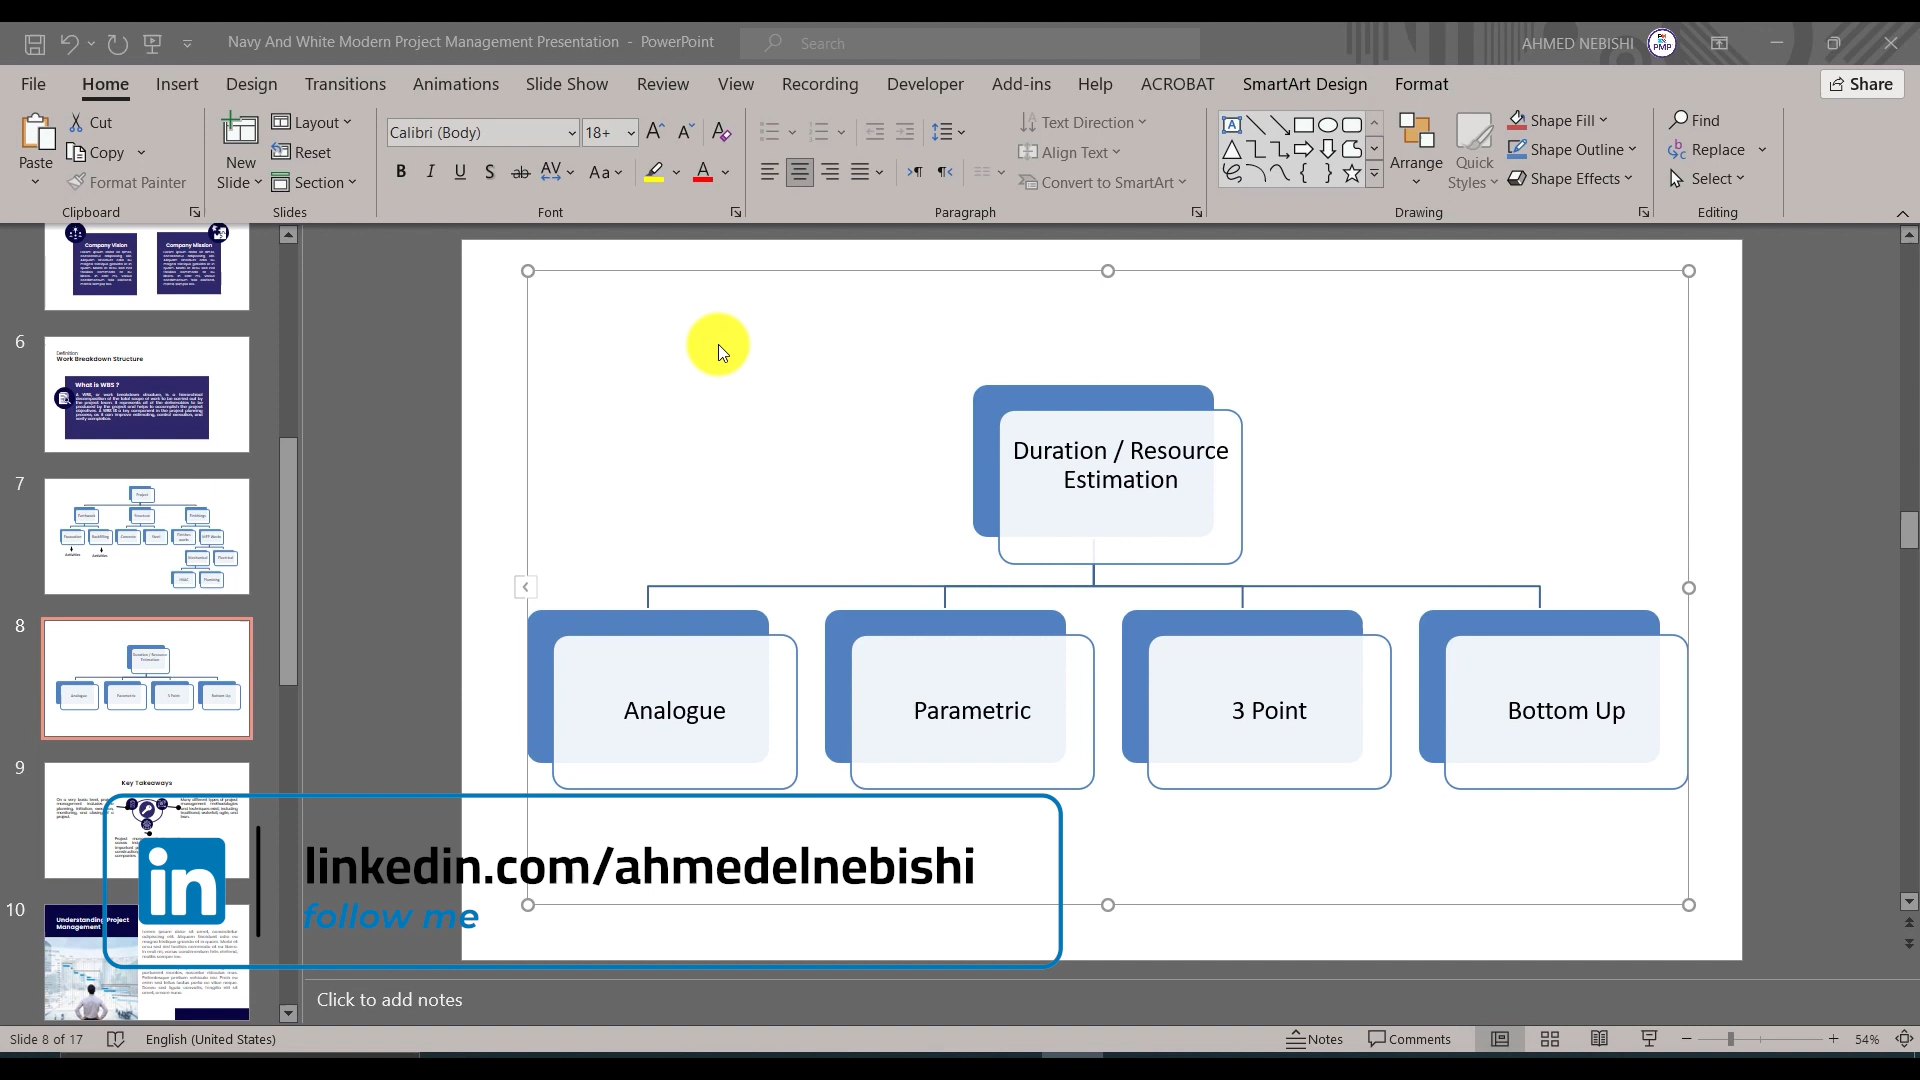 Navy And White Modern Project Management Presentation - PowerPoint
Search
AHMED NEBISHI
PMP
File Home Insert Design Transitions Animations Slide Show Review View Recording Developer Add-ins Help ACROBAT SmartArt Design Format
Share
Paste
Cut
Copy
Format Painter
Clipboard
New Slide
Layout
Reset
Section
Slides
Calibri (Body)
18+
Font
Text Direction
Align Text
Convert to SmartArt
Paragraph
Arrange
Quick Styles
Shape Fill
Shape Outline
Shape Effects
Drawing
Find
Replace
Select
Editing
Company Vision
Company Mission
6
Definition
Work Breakdown Structure
What is WBS ?
7
Project
8
9
Key Takeaways
10
Understanding Project
Management
Duration / Resource
Estimation
Analogue
Parametric
3 Point
Bottom Up
in
linkedin.com/ahmedelnebishi
follow me
Click to add notes
Slide 8 of 17
English (United States)
Notes
Comments
54%